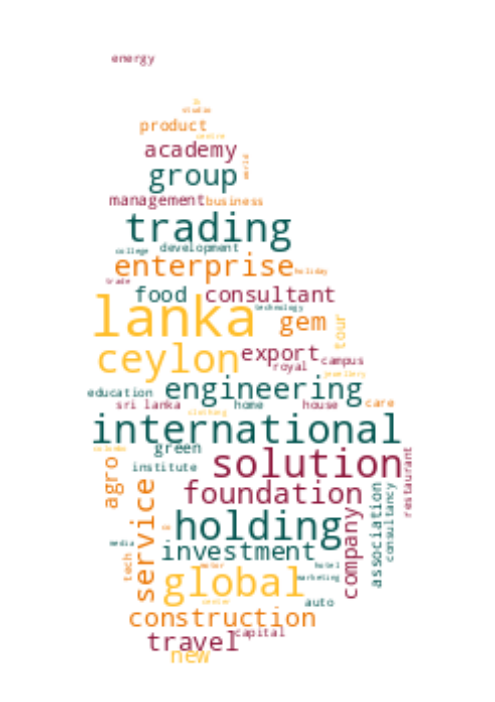 energy
studio
product
centre
academy
world
group
management business
trading
college development
enterprise holiday
trade
food consultant
lanka technology
gem tour
ceylon export campus
royal
jewellery
education engineering
sri lanka home house care
clothing
international
green
colombo
agro institute solution restaurant
foundation
service association consultancy
holding company
media investment
tech motor hotel
global marketing
center auto
construction
travel capital
new